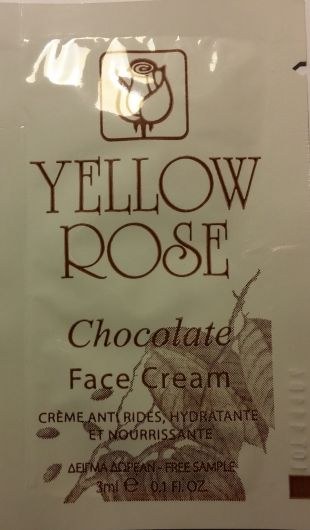 YELLOW
ROSE
Chocolate
Face Cream
CRÈME ANTI RIDES, HYDRATANTE
ET NOURRISSANTE
ΔΕΙΓΜΑ ΔΩΡΕΑΝ - FREE SAMPLE
3ml ℮ 0.1 Fl. OZ.